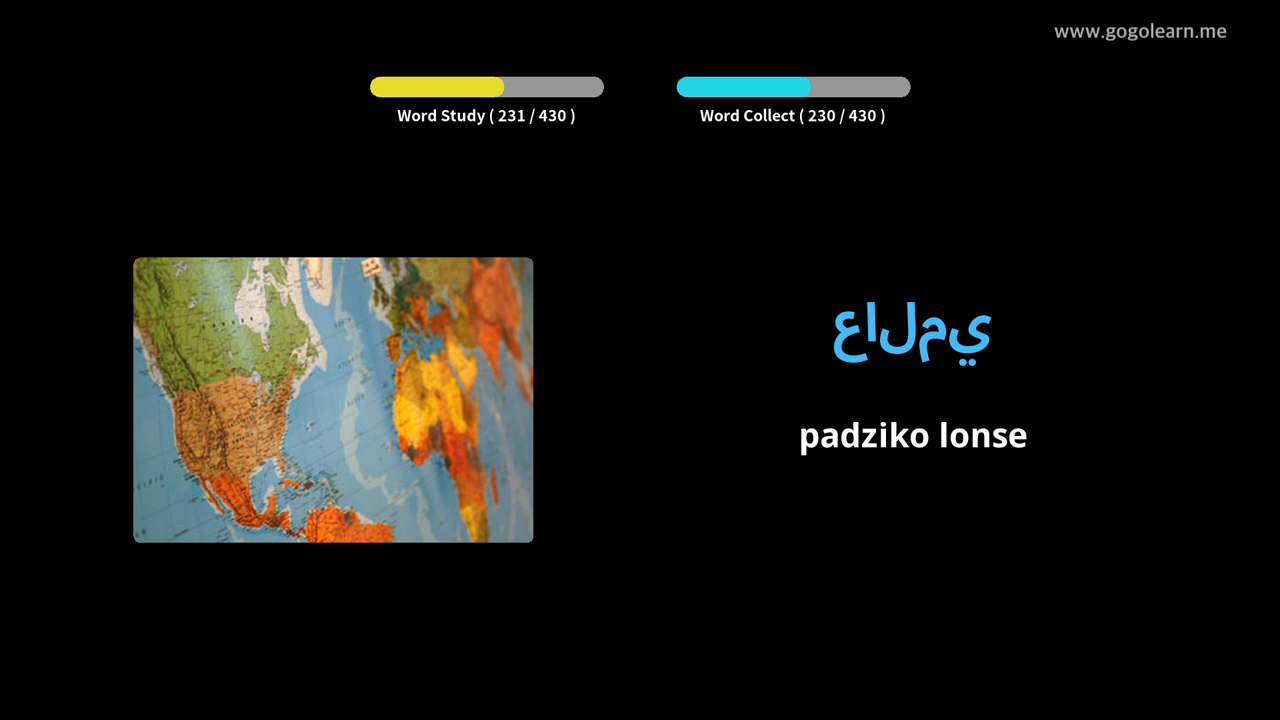 www.gogolearn.me
Word Study ( 231 / 430 )
Word Collect ( 230 / 430 )
عالمي
padziko lonse